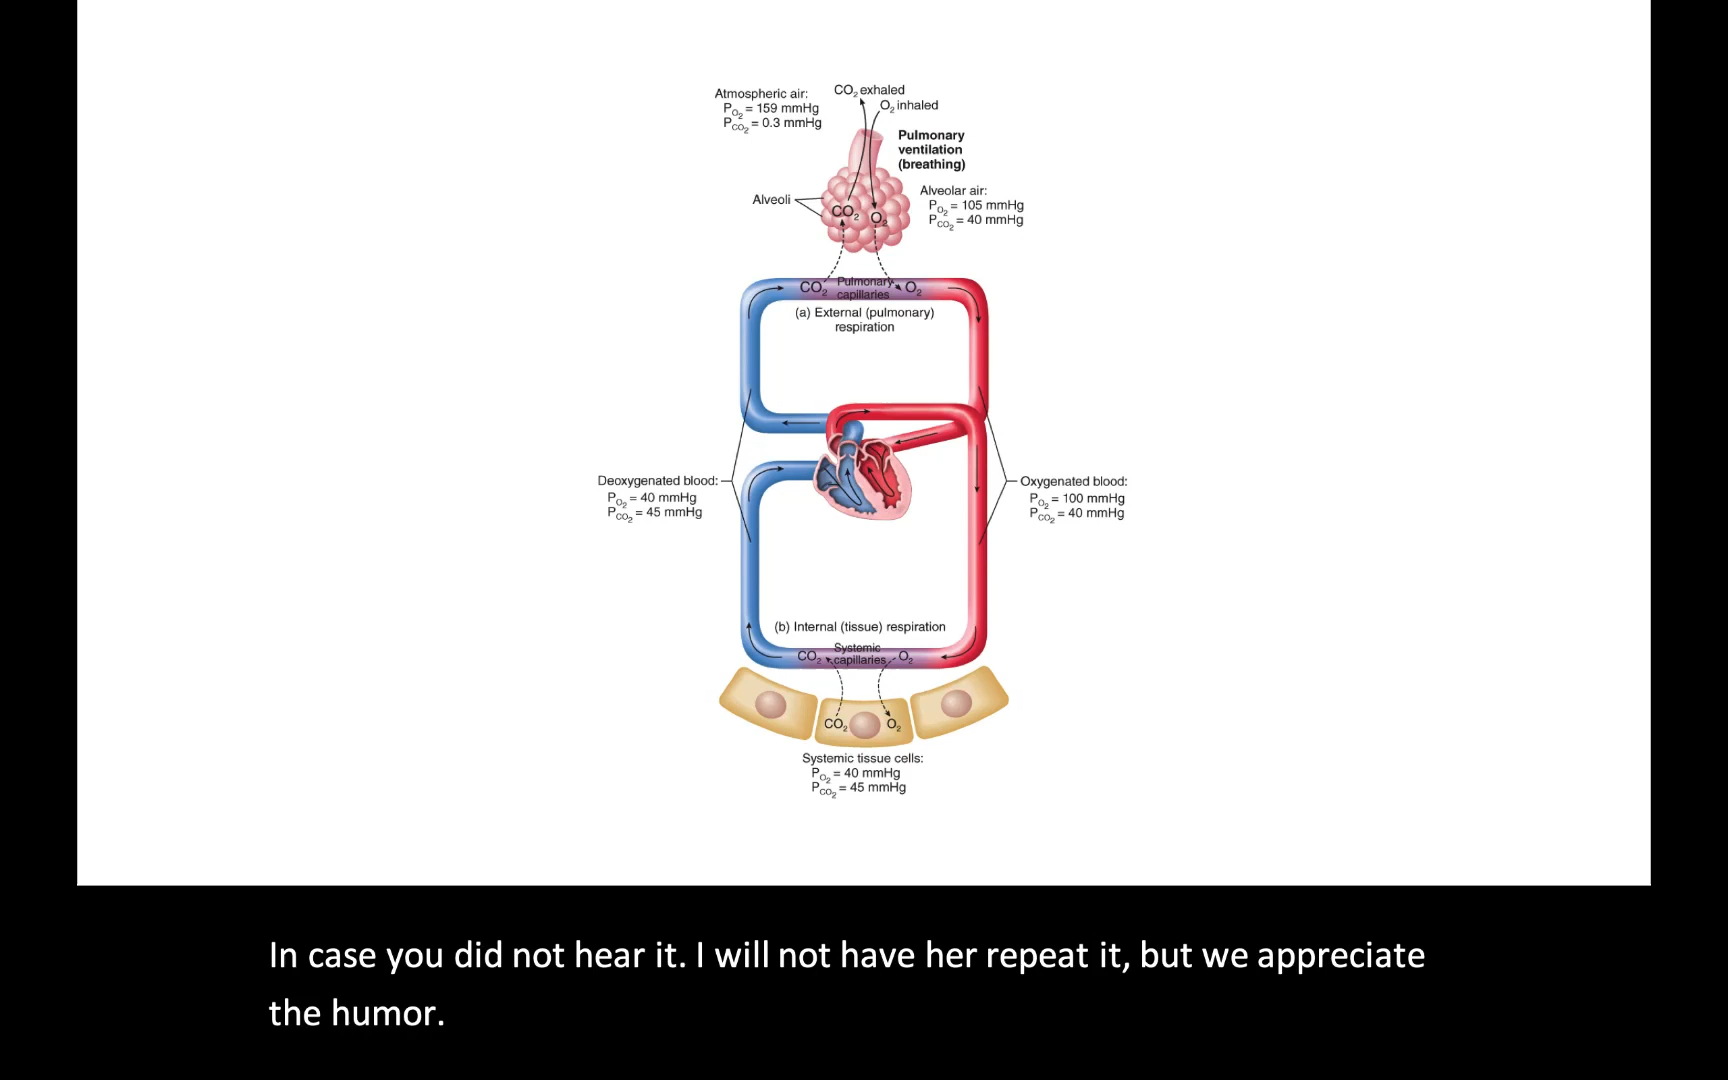 Atmospheric air:
PO2 = 159 mmHg
PCO2 = 0.3 mmHg
CO2 exhaled
O2 inhaled
Pulmonary
ventilation
(breathing)
Alveoli
CO2
O2
Alveolar air:
PO2 = 105 mmHg
PCO2 = 40 mmHg
CO2
Pulmonary
capillaries
O2
(a) External (pulmonary)
respiration
Deoxygenated blood:
PO2 = 40 mmHg
PCO2 = 45 mmHg
Oxygenated blood:
PO2 = 100 mmHg
PCO2 = 40 mmHg
(b) Internal (tissue) respiration
CO2
Systemic
capillaries
O2
CO2
O2
Systemic tissue cells:
PO2 = 40 mmHg
PCO2 = 45 mmHg
In case you did not hear it. I will not have her repeat it, but we appreciate
the humor.